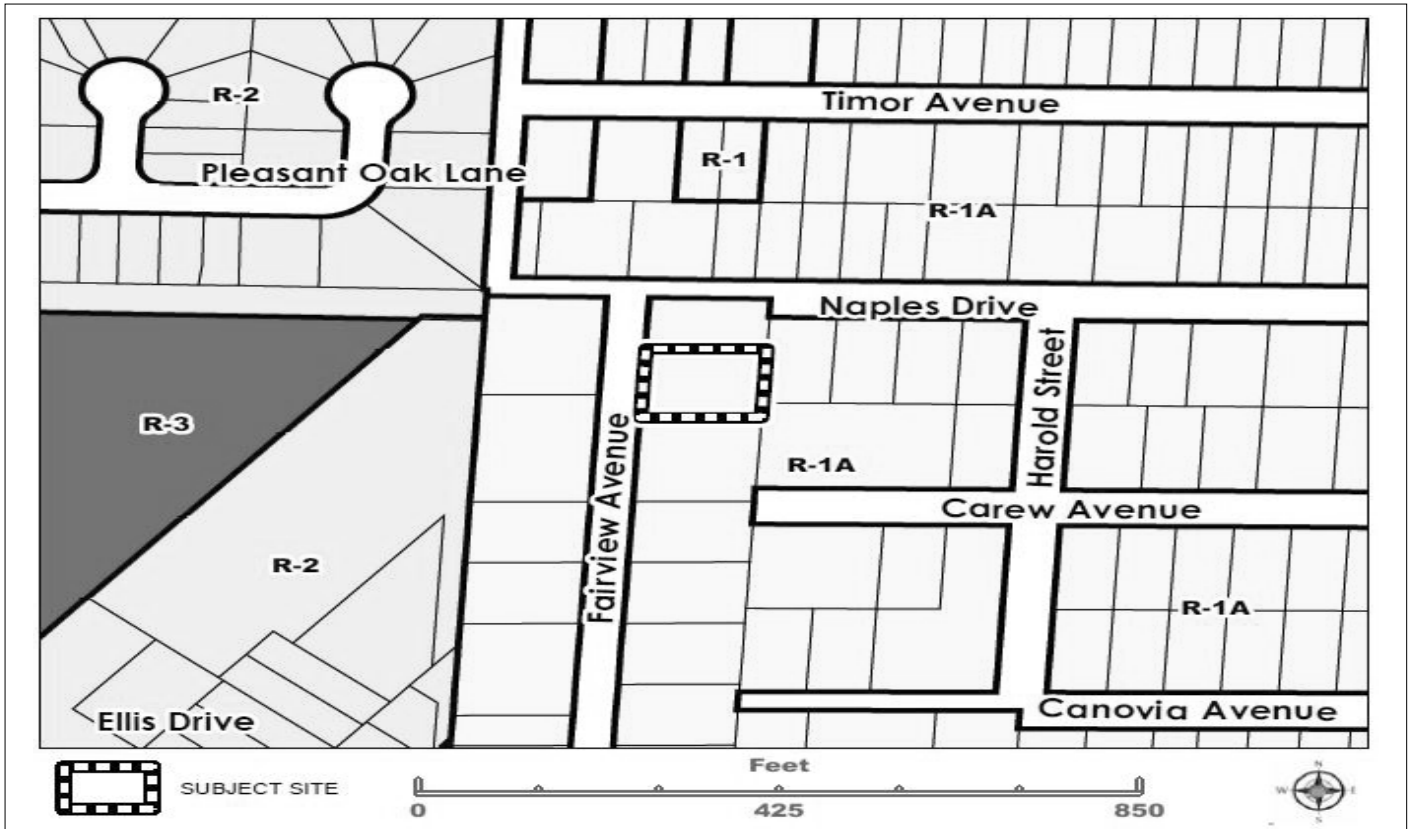 R-2
Timor Avenue
R-1
Pleasant Oak Lane
R-1A
Naples Drive
Harold Street
R-3
Fairview Avenue
R-1A
Carew Avenue
R-2
R-1A
Ellis Drive
Canovia Avenue
SUBJECT SITE
Feet
0 425 850
N
W E
S